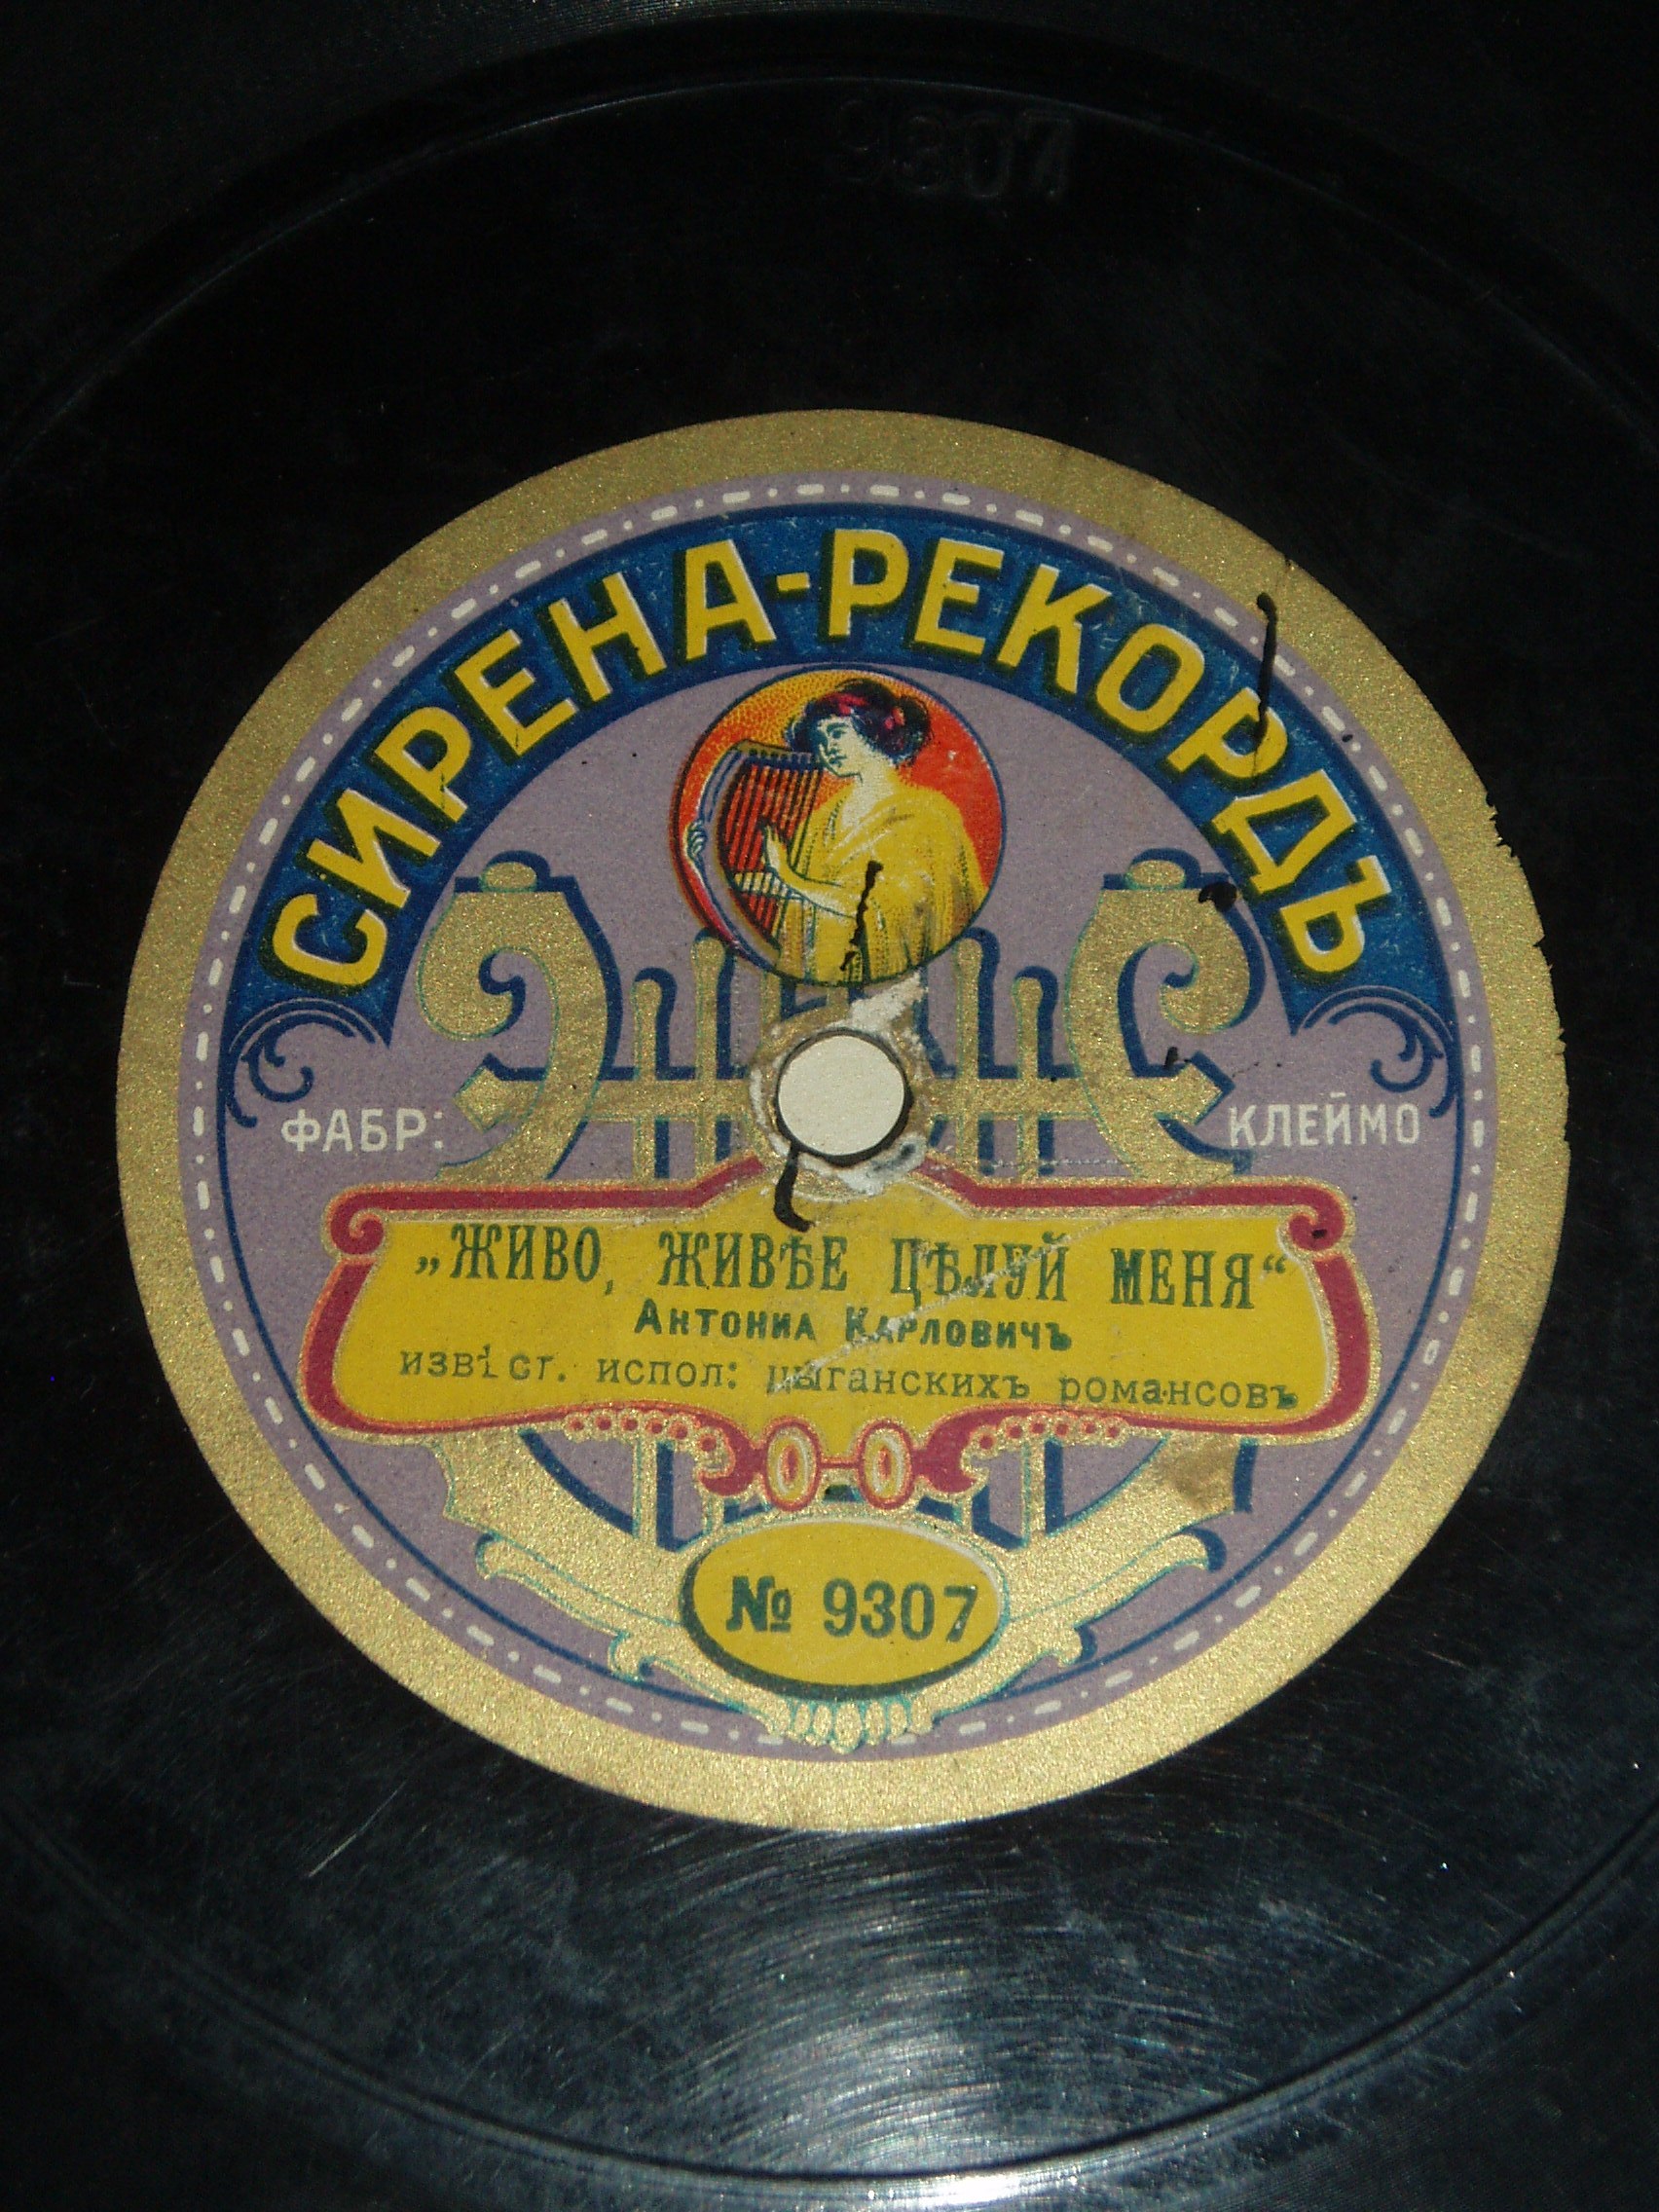 9307
СИРЕНА-РЕКОРДЪ
ФАБР: КЛЕЙМО
„ЖИВО, ЖИВѢЕ ЦѢЛУЙ МЕНЯ“
АНТОНИА КАРЛОВИЧЪ
извѣст. испол: цыганскихъ романсовъ
№ 9307